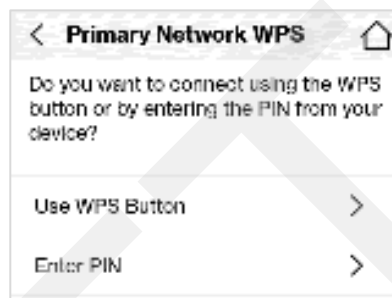 Primary Network WPS
Do you want to connect using the WPS
button or by entering the PIN from your
device?
Use WPS Button
Enter PIN